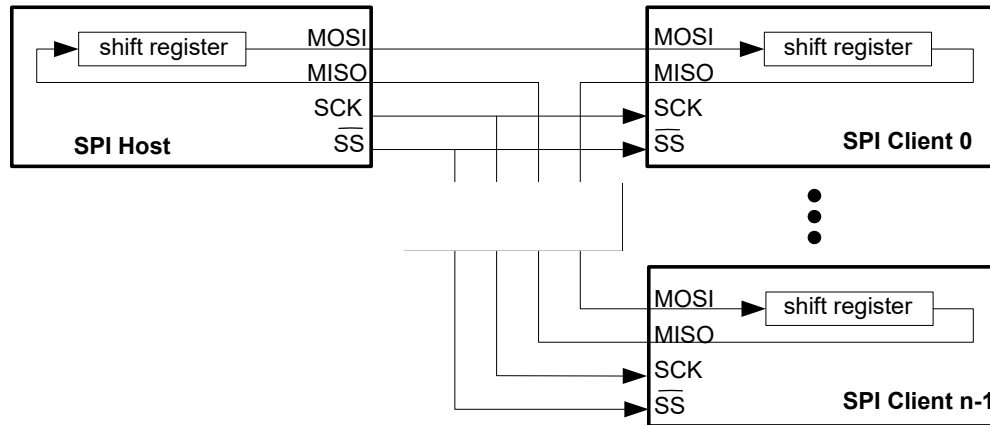 shift register
MOSI
MISO
SCK
SS
SPI Host
MOSI
shift register
MISO
SCK
SS
SPI Client 0
MOSI
shift register
MISO
SCK
SS
SPI Client n-1